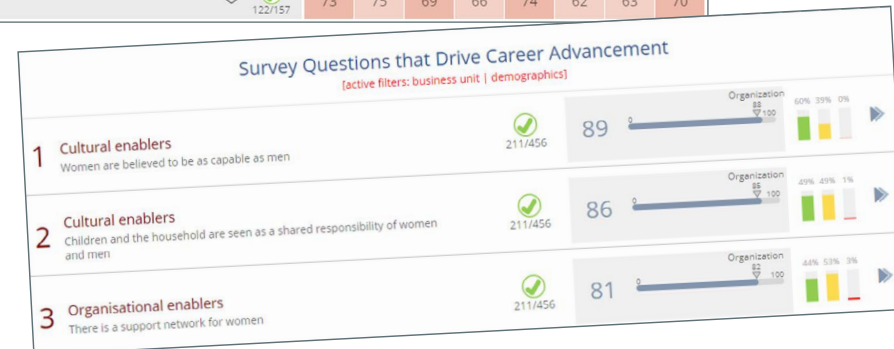 122/157
73 75 69 66 74 62 63 70
Survey Questions that Drive Career Advancement
[active filters: business unit | demographics]
1 Cultural enablers
Women are believed to be as capable as men
211/456
89
0
Organization
88
100
60% 39% 0%
2 Cultural enablers
Children and the household are seen as a shared responsibility of women
and men
211/456
86
0
Organization
85
100
49% 49% 1%
3 Organisational enablers
There is a support network for women
211/456
81
0
Organization
82
100
44% 53% 3%